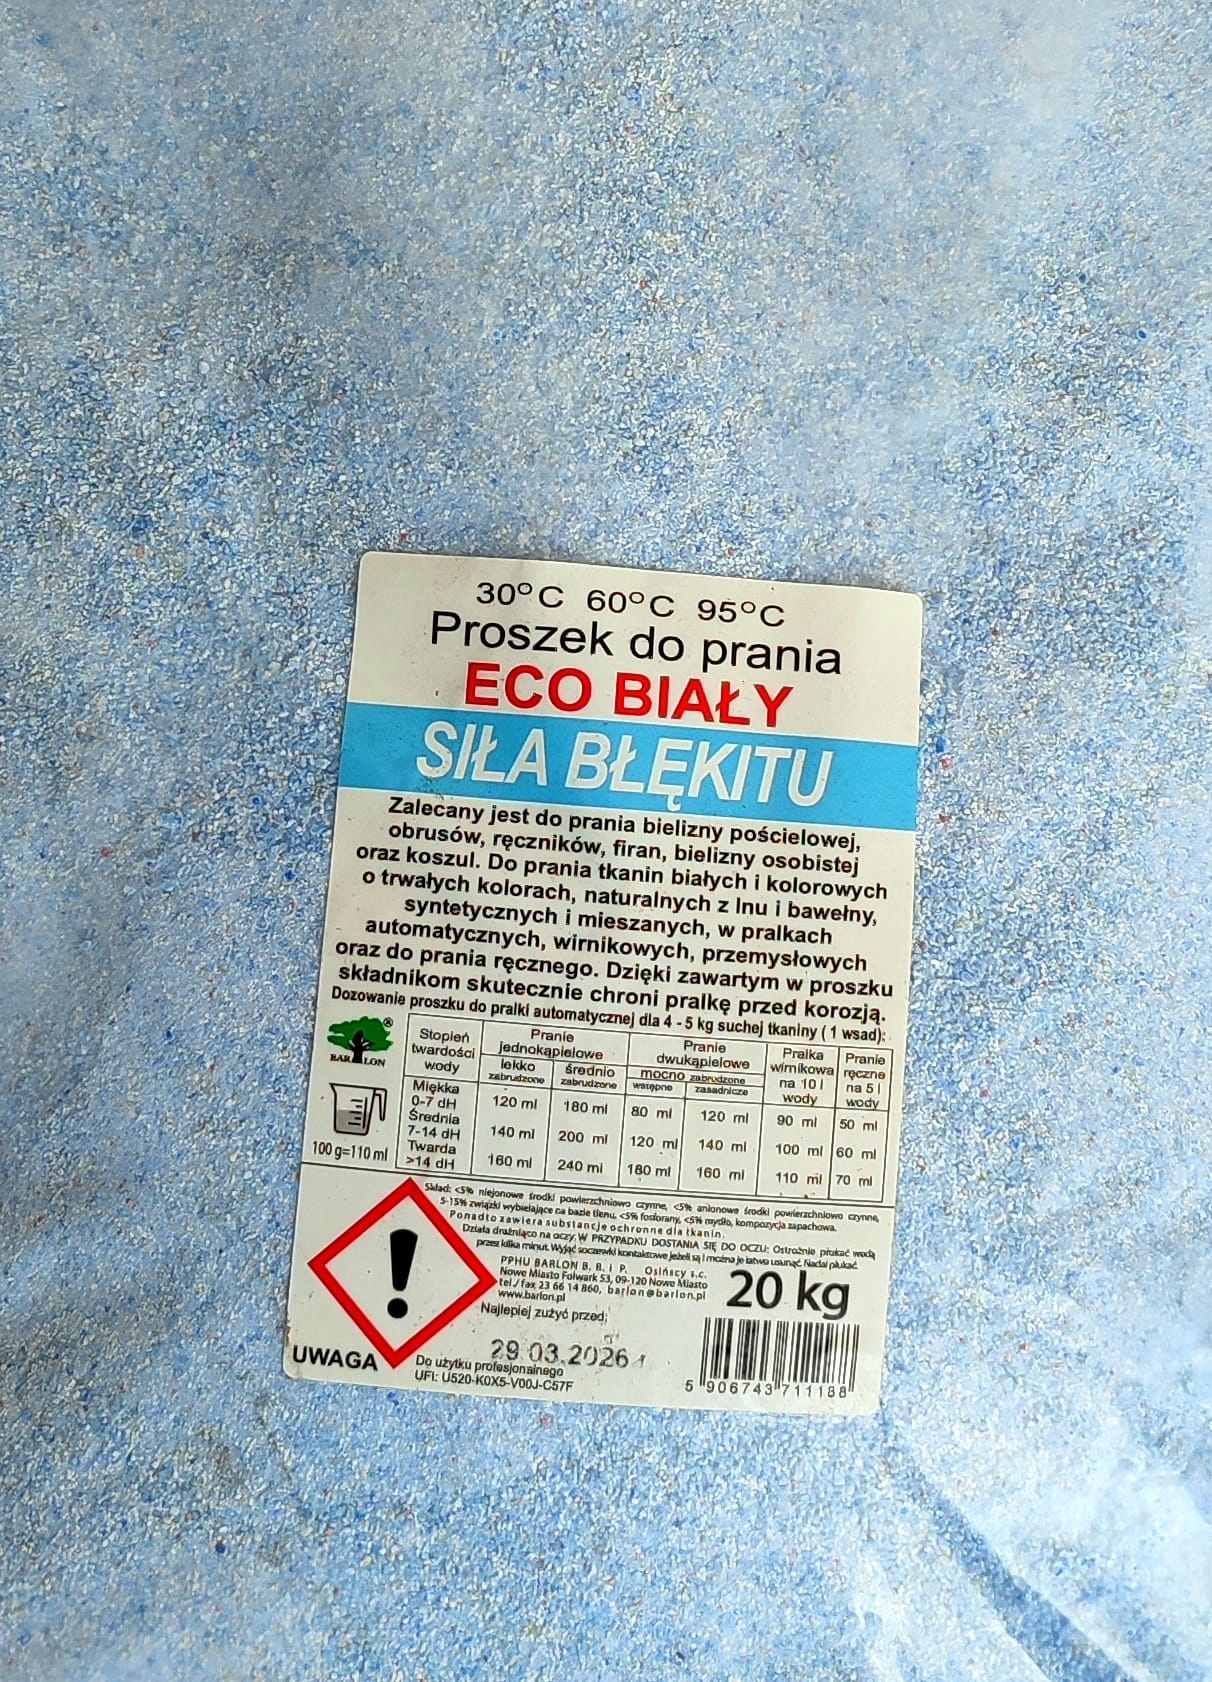 30°C 60°C 95°C
Proszek do prania
ECO BIAŁY
SIŁA BŁĘKITU
Zalecany jest do prania bielizny pościelowej,
obrusów, ręczników, firan, bielizny osobistej
oraz koszul. Do prania tkanin białych i kolorowych
o trwałych kolorach, naturalnych z lnu i bawełny,
syntetycznych i mieszanych, w pralkach
automatycznych, wirnikowych, przemysłowych
oraz do prania ręcznego. Dzięki zawartym w proszku
składnikom skutecznie chroni pralkę przed korozją.
Dozowanie proszku do pralki automatycznej dla 4 - 5 kg suchej tkaniny ( 1 wsad):
®
BAR LON
100 g=110 ml
Stopień twardości wody
Pranie jednokąpielowe
Pranie dwukąpielowe
Pralka wirnikowa na 10 l wody
Pranie ręczne na 5 l wody
lekko zabrudzone
średnio zabrudzone
mocno zabrudzone
wstępne
zasadnicze
Miękka 0-7 dH 120 ml 180 ml 80 ml 120 ml 90 ml 50 ml
Średnia 7-14 dH 140 ml 200 ml 120 ml 140 ml 100 ml 60 ml
Twarda >14 dH 160 ml 240 ml 180 ml 160 ml 110 ml 70 ml
Skład: <5% niejonowe środki powierzchniowo czynne, <5% anionowe środki powierzchniowo czynne,
5-15% związki wybielające na bazie tlenu, <5% fosforany, <5% mydło, kompozycja zapachowa.
Ponadto zawiera substancje ochronne dla tkanin.
Działa drażniąco na oczy. W PRZYPADKU DOSTANIA SIĘ DO OCZU: Ostrożnie płukać wodą
przez kilka minut. Wyjąć soczewki kontaktowe jeżeli są i można je łatwo usunąć. Nadal płukać.
PPHU BARLON B. R. I P. Osińscy s.c.
Nowe Miasto Folwark 53, 09-120 Nowe Miasto
tel./fax 23 66 14 860, barlon@barlon.pl
www.barlon.pl
20 kg
Najlepiej zużyć przed:
29.03.2026 r
UWAGA
Do użytku profesjonalnego
UFI: U520-K0X5-V00J-C57F
5 906743 711188